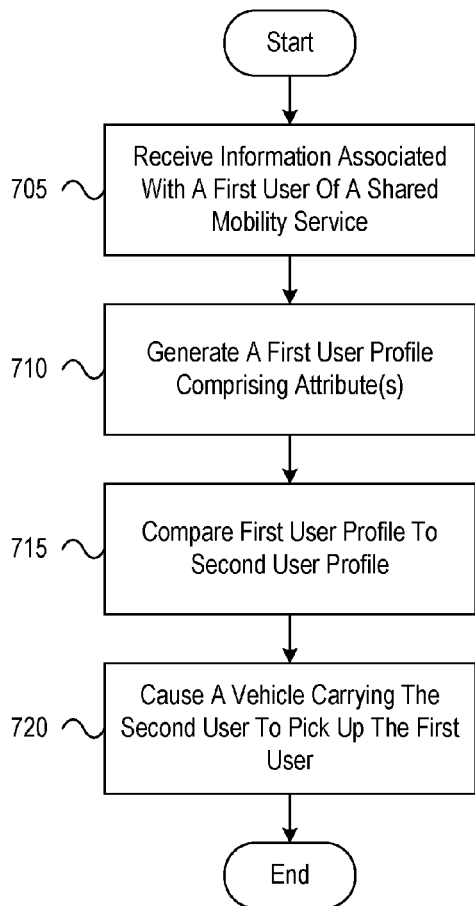 Start
705
Receive Information Associated
With A First User Of A Shared
Mobility Service
710
Generate A First User Profile
Comprising Attribute(s)
715
Compare First User Profile To
Second User Profile
720
Cause A Vehicle Carrying The
Second User To Pick Up The First
User
End